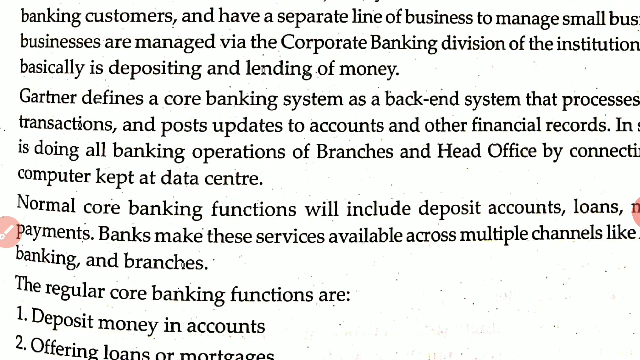 banking customers, and have a separate line of business to manage small
businesses are managed via the Corporate Banking division of the institution
basically is depositing and lending of money.
Gartner defines a core banking system as a back-end system that processes
transactions, and posts updates to accounts and other financial records. In
is doing all banking operations of Branches and Head Office by
computer kept at data centre.
Normal core banking functions will include deposit accounts, loans,
payments. Banks make these services available across multiple channels like
banking, and branches.
The regular core banking functions are:
1. Deposit money in accounts
2. Offering loans or mortgages